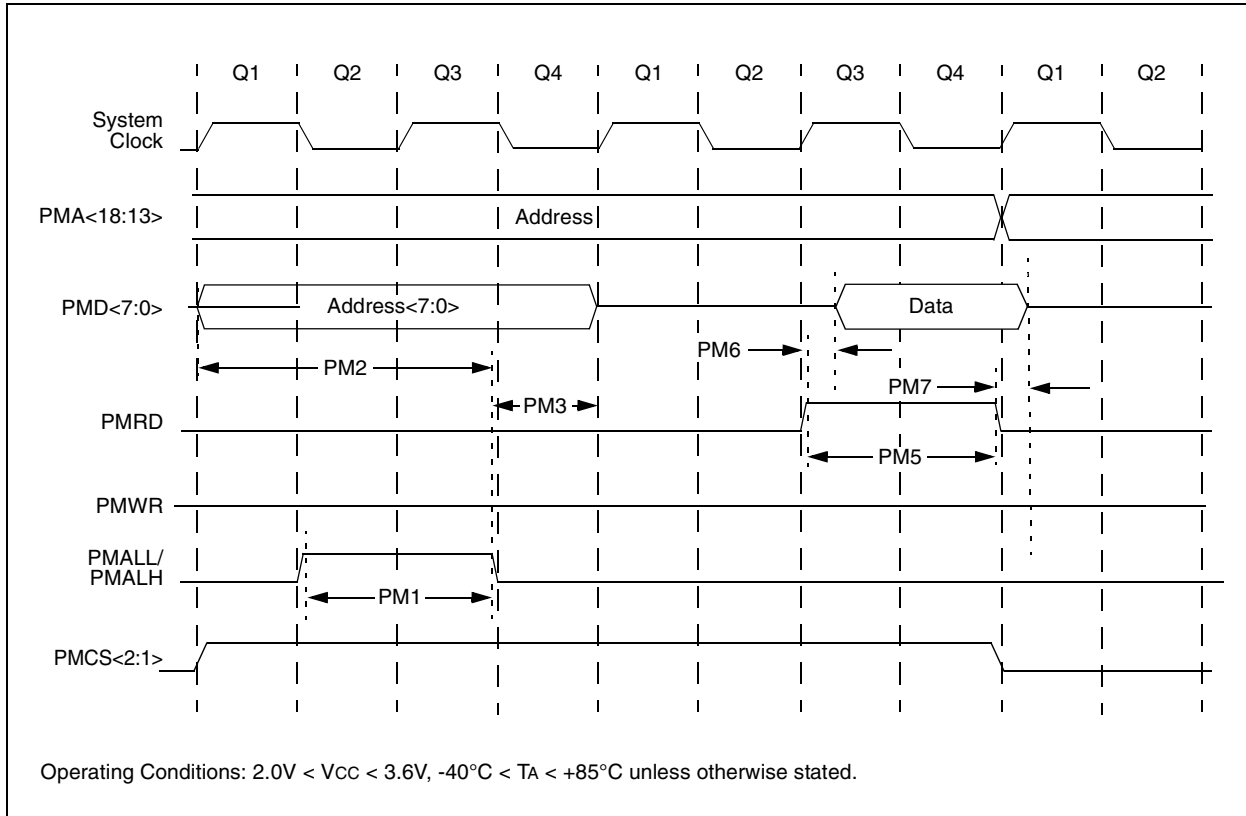 Q1 Q2 Q3 Q4 Q1 Q2 Q3 Q4 Q1 Q2
System
Clock
PMA<18:13>
Address
PMD<7:0>
Address<7:0>
Data
PM6
PM2
PM7
PM3
PMRD
PM5
PMWR
PMALL/
PMALH
PM1
PMCS<2:1>
Operating Conditions: 2.0V < VCC < 3.6V, -40°C < TA < +85°C unless otherwise stated.